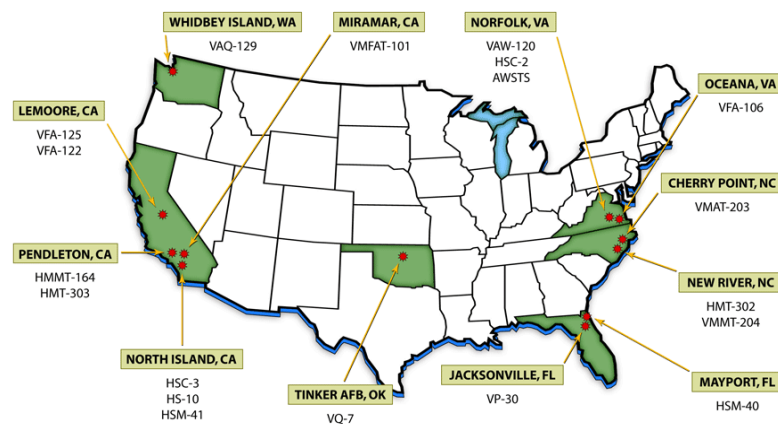 WHIDBEY ISLAND, WA
VAQ-129
MIRAMAR, CA
VMFAT-101
NORFOLK, VA
VAW-120
HSC-2
AWSTS
OCEANA, VA
VFA-106
LEMOORE, CA
VFA-125
VFA-122
CHERRY POINT, NC
VMAT-203
PENDLETON, CA
HMMT-164
HMT-303
NEW RIVER, NC
HMT-302
VMMT-204
NORTH ISLAND, CA
HSC-3
HS-10
HSM-41
TINKER AFB, OK
VQ-7
JACKSONVILLE, FL
VP-30
MAYPORT, FL
HSM-40